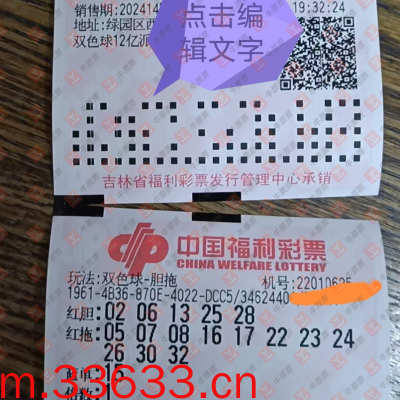 销售期:202414
19:32:24
地址:绿园区西
双色球12亿派
点击编
辑文字
吉林省福利彩票发行管理中心承销
中国福利彩票
CHINA WELFARE LOTTERY
玩法:双色球-胆拖
机号:22010625
1961-4B36-870E-4022-DCC5/3462440
红胆:02 06 13 25 28
红拖:05 07 08 16 17 22 23 24
26 30 32
m.33633.cn